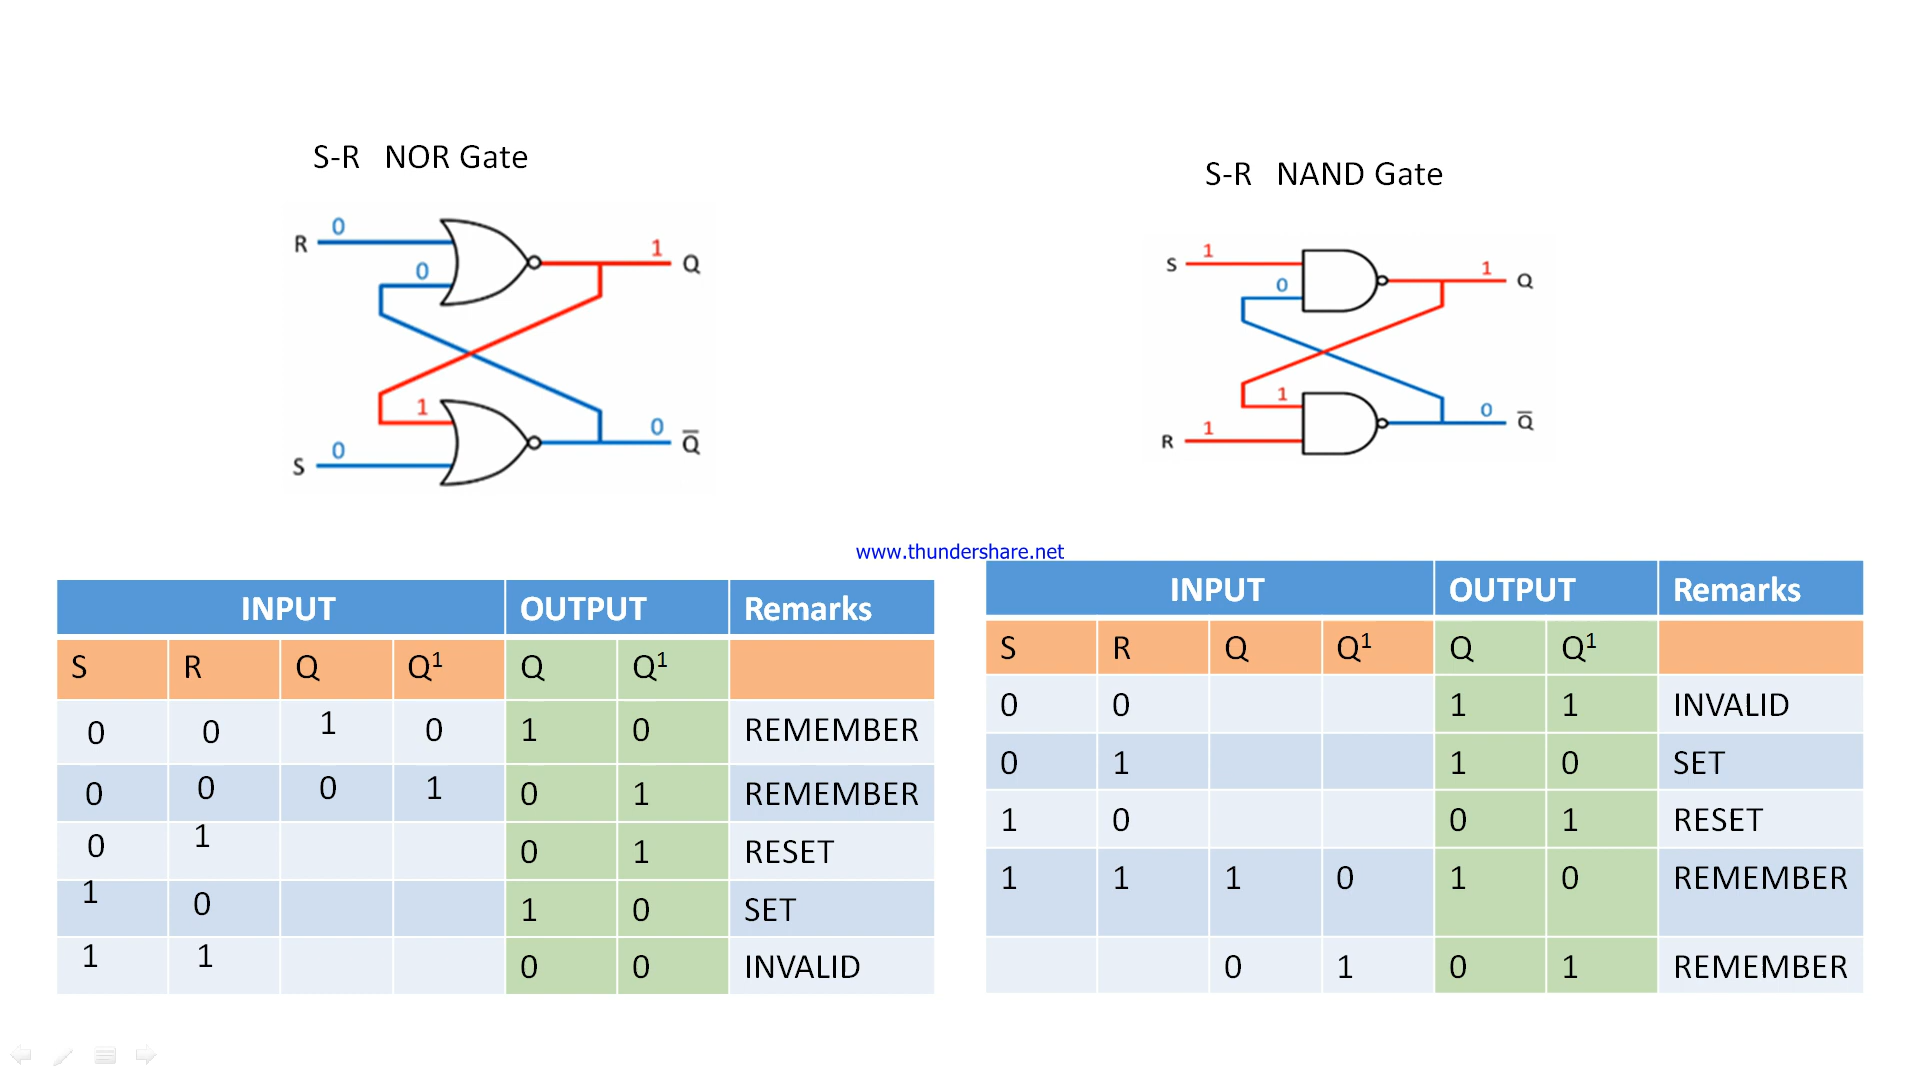 S-R NOR Gate
S-R NAND Gate
R 0
0
1 Q
1
0 Q̅
S 0
S 1
0
1 Q
1
0 Q̅
R 1
www.thundershare.net
INPUT OUTPUT Remarks
S R Q Q¹ Q Q¹
0 0 1 0 1 0 REMEMBER
0 0 0 1 0 1 REMEMBER
0 1 0 1 RESET
1 0 1 0 SET
1 1 0 0 INVALID
INPUT OUTPUT Remarks
S R Q Q¹ Q Q¹
0 0 1 1 INVALID
0 1 1 0 SET
1 0 0 1 RESET
1 1 1 0 1 0 REMEMBER
0 1 0 1 REMEMBER